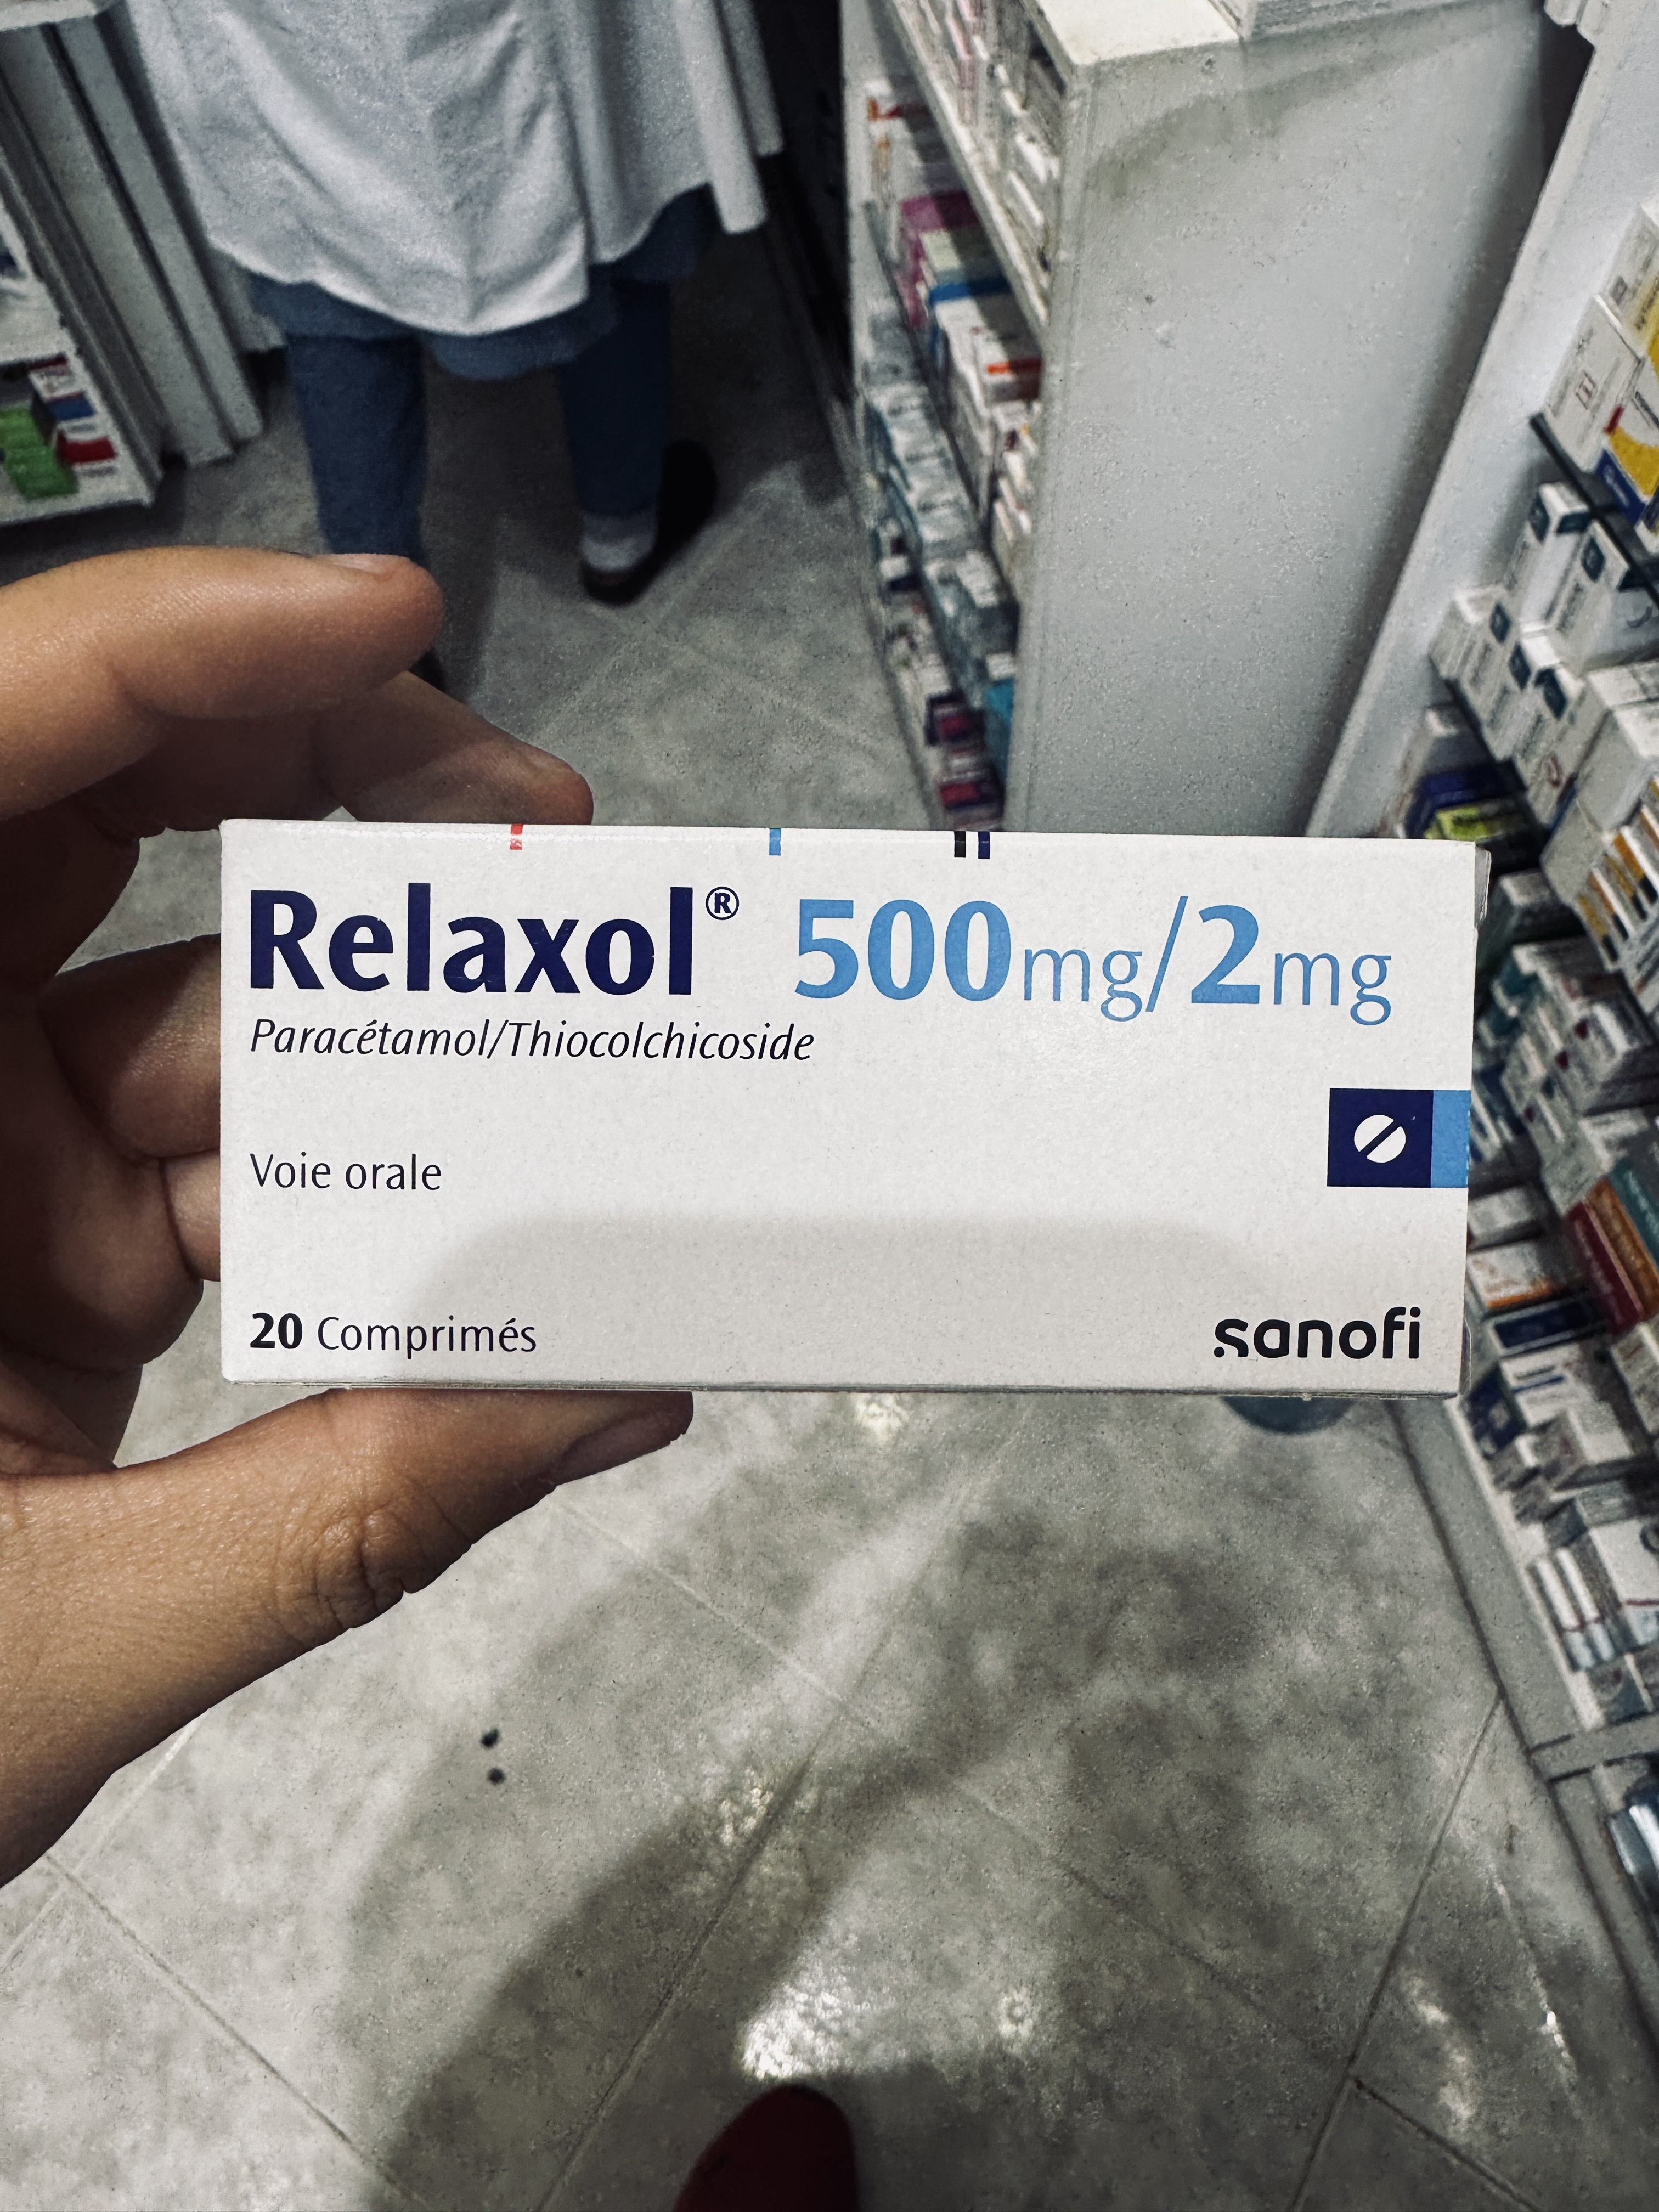 Relaxol® 500mg/2mg
Paracétamol/Thiocolchicoside
Voie orale
20 Comprimés
sanofi